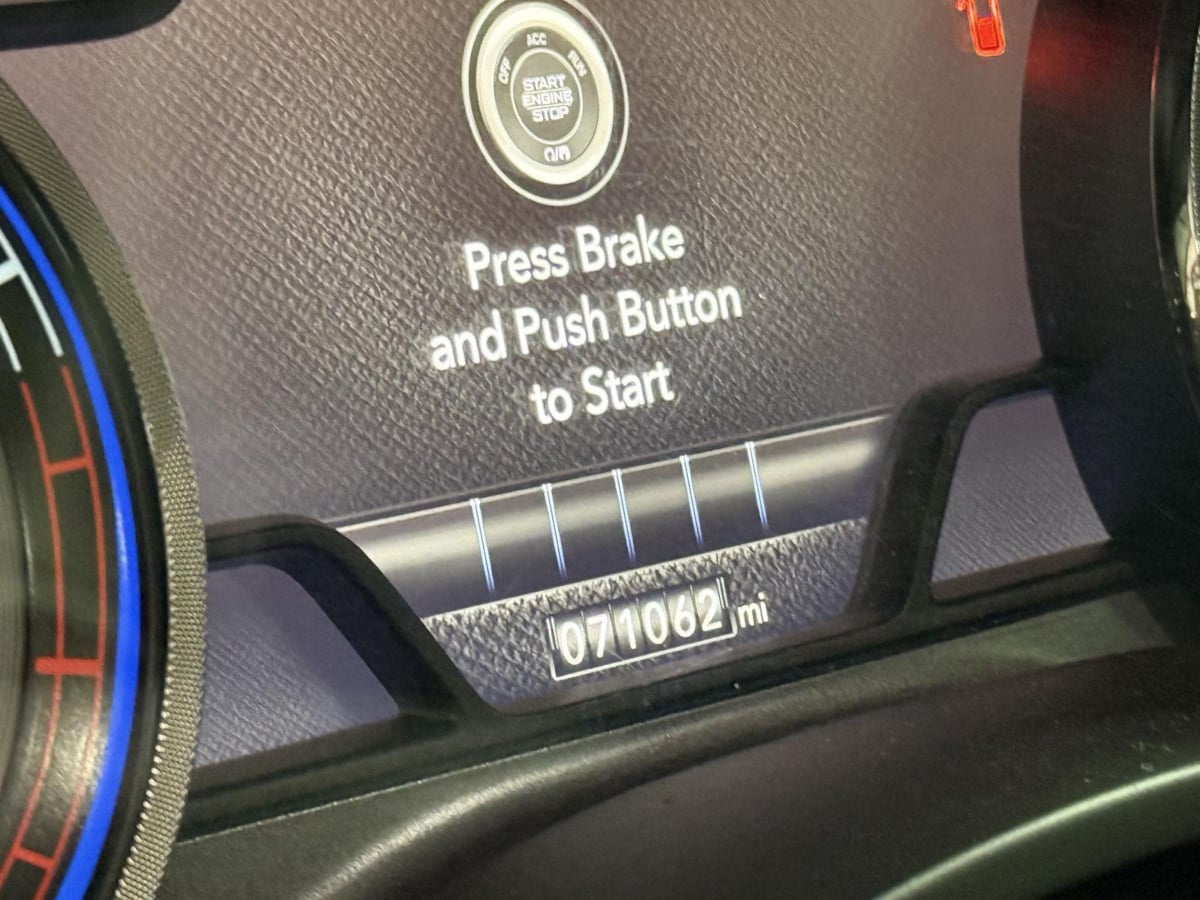 ACC
OFF RUN
START
ENGINE
STOP
Press Brake
and Push Button
to Start
071062 mi